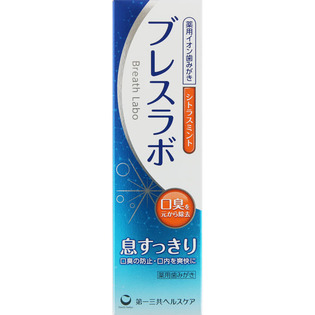 薬用イオン歯みがき
シトラスミント
ブレスラボ
Breath Labo
口臭を
元から除去
息すっきり
口臭の防止・口内を爽快に
薬用歯みがき
第一三共ヘルスケア